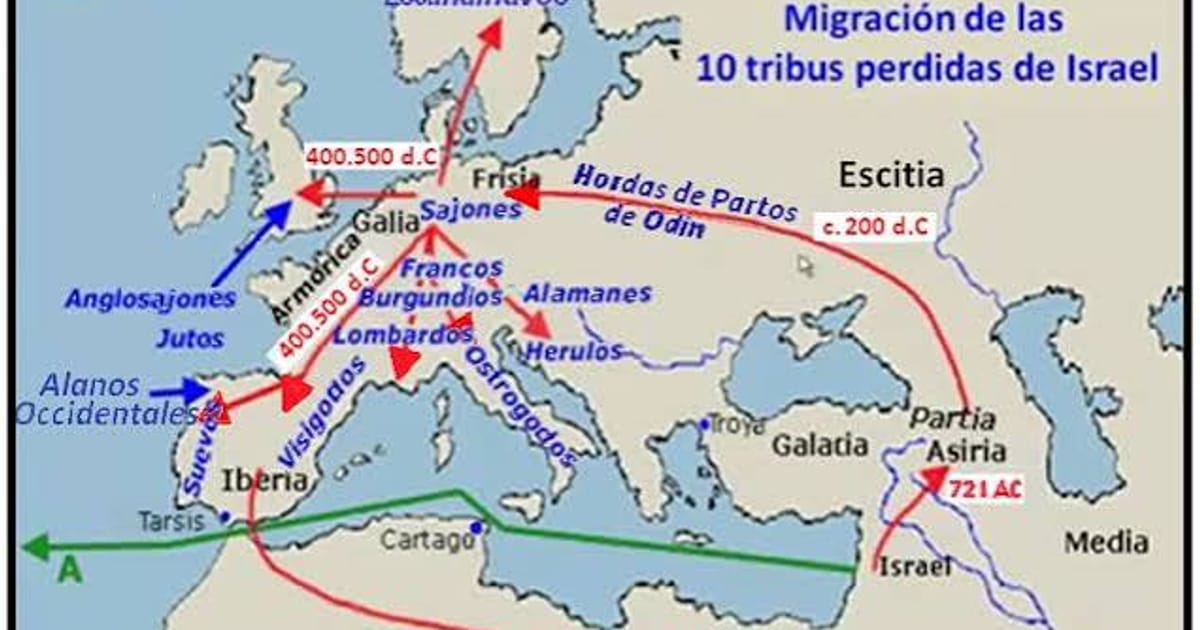 Migración de las
10 tribus perdidas de Israel
400.500 d.C
Frisia
Hordas de Partos
de Odin
Escitia
c. 200 d.C
Galia
Sajones
Armórica
400.500 d.C
Francos
Burgundios
Alamanes
Lombardos
Herulos
Anglosajones
Jutos
Alanos
Occidentales
Suevos
Visigodos
Ostrogodos
Troya
Galatia
Partia
Asiria
721 AC
Iberia
Tarsis
Cartago
Media
Israel
A